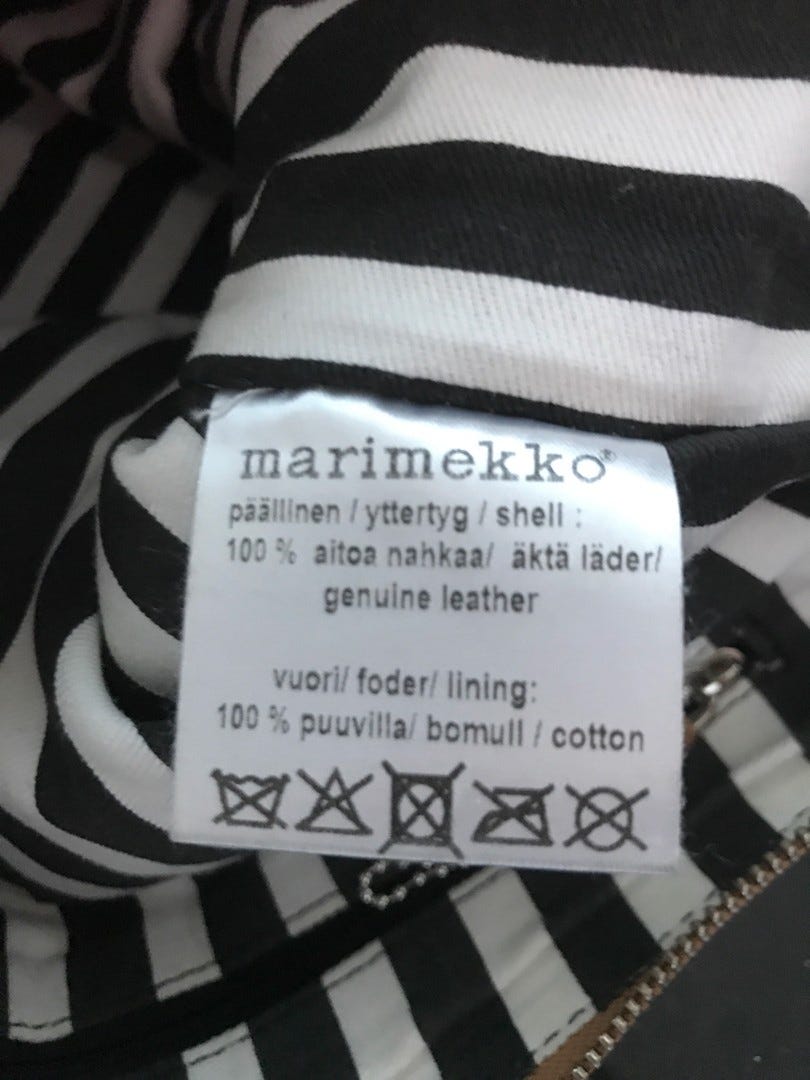 marimekko®
päällinen / yttertyg / shell :
100 % aitoa nahkaa/ äktä läder/
genuine leather
vuori/ foder/ lining:
100 % puuvilla/ bomull / cotton